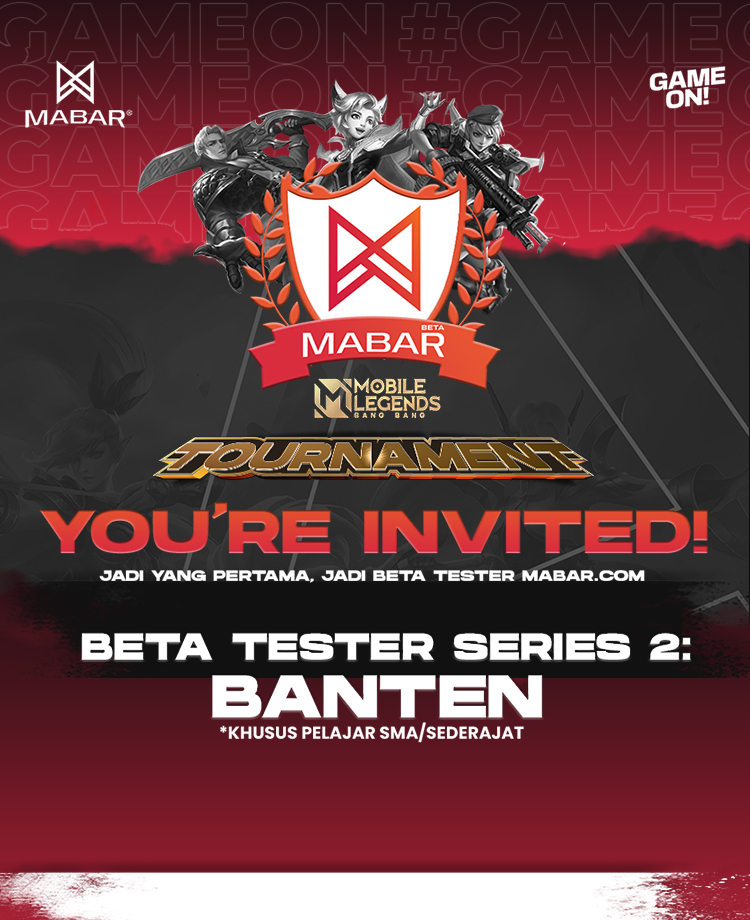 #GAMEON #GAMEON
MABAR®
GAME
ON!
BETA
MABAR
MOBILE
LEGENDS
BANG BANG
TOURNAMENT
YOU'RE INVITED!
JADI YANG PERTAMA, JADI BETA TESTER MABAR.COM
BETA TESTER SERIES 2:
BANTEN
*KHUSUS PELAJAR SMA/SEDERAJAT